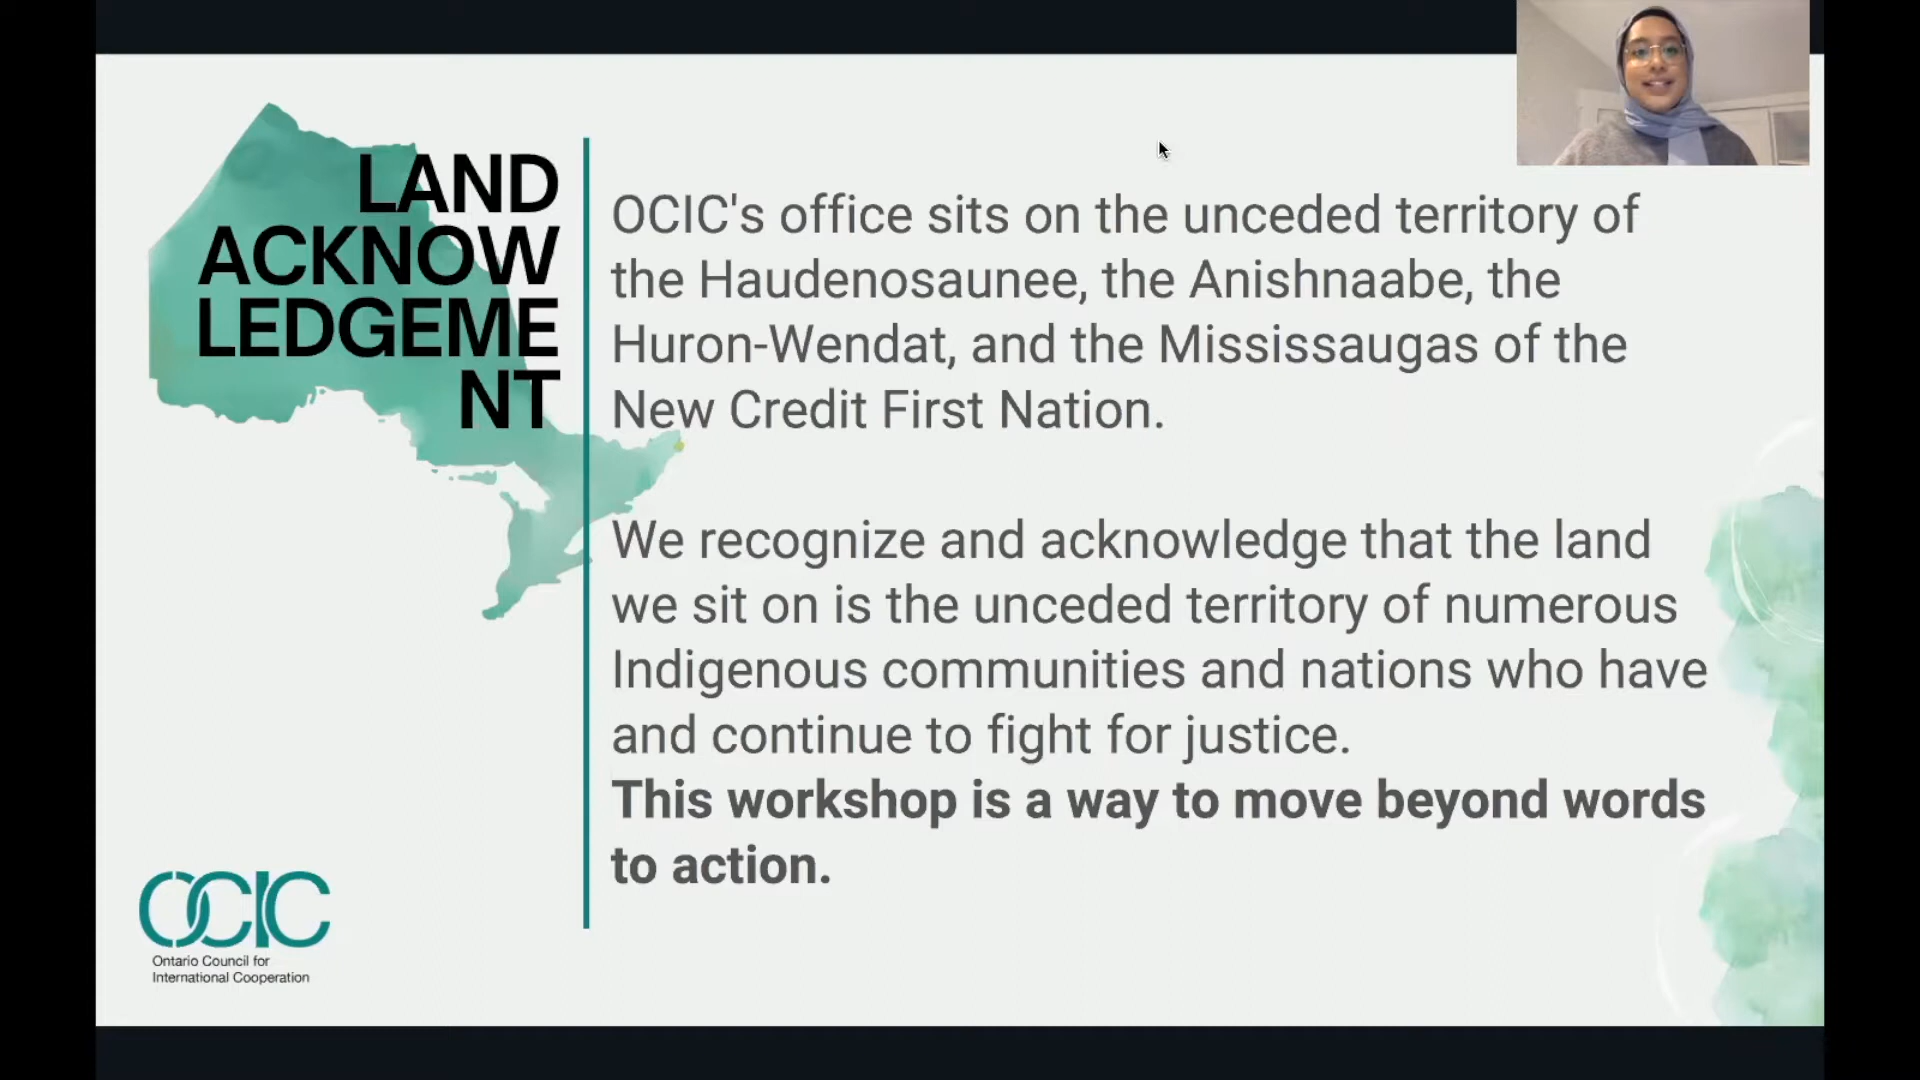 LAND
ACKNOW
LEDGEME
NT
OCIC's office sits on the unceded territory of
the Haudenosaunee, the Anishnaabe, the
Huron-Wendat, and the Mississaugas of the
New Credit First Nation.
We recognize and acknowledge that the land
we sit on is the unceded territory of numerous
Indigenous communities and nations who have
and continue to fight for justice.
This workshop is a way to move beyond words
to action.
OCIC
Ontario Council for
International Cooperation